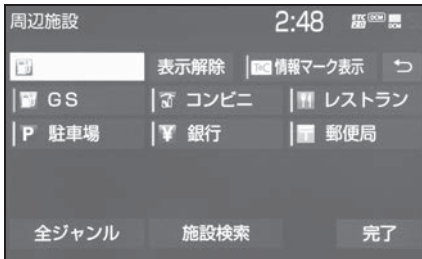 周辺施設 2:48
表示解除 情報マーク表示
GS コンビニ レストラン
P 駐車場 ¥ 銀行 〒 郵便局
全ジャンル 施設検索 完了